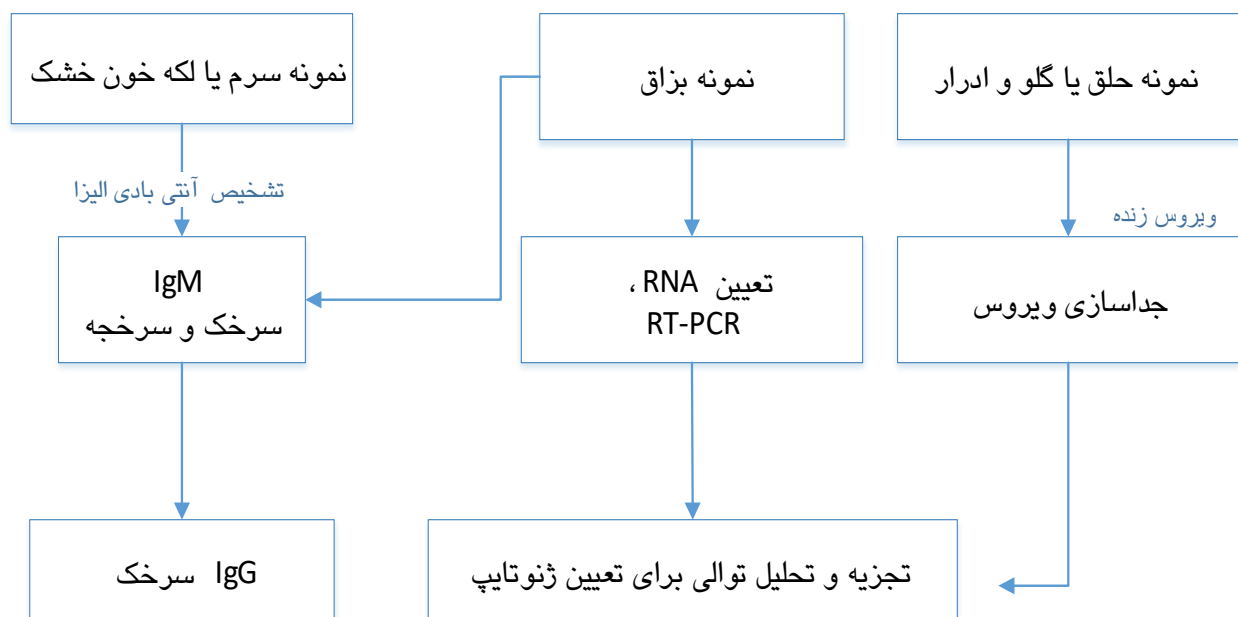 نمونه حلق یا گلو و ادرار
نمونه بزاق
نمونه سرم یا لکه خون خشک
ویروس زنده
تشخیص آنتی بادی الیزا
جداسازی ویروس
تعیین RNA ،
RT-PCR
IgM
سرخک و سرخجه
تجزیه و تحلیل توالی برای تعیین ژنوتایپ
IgG سرخک